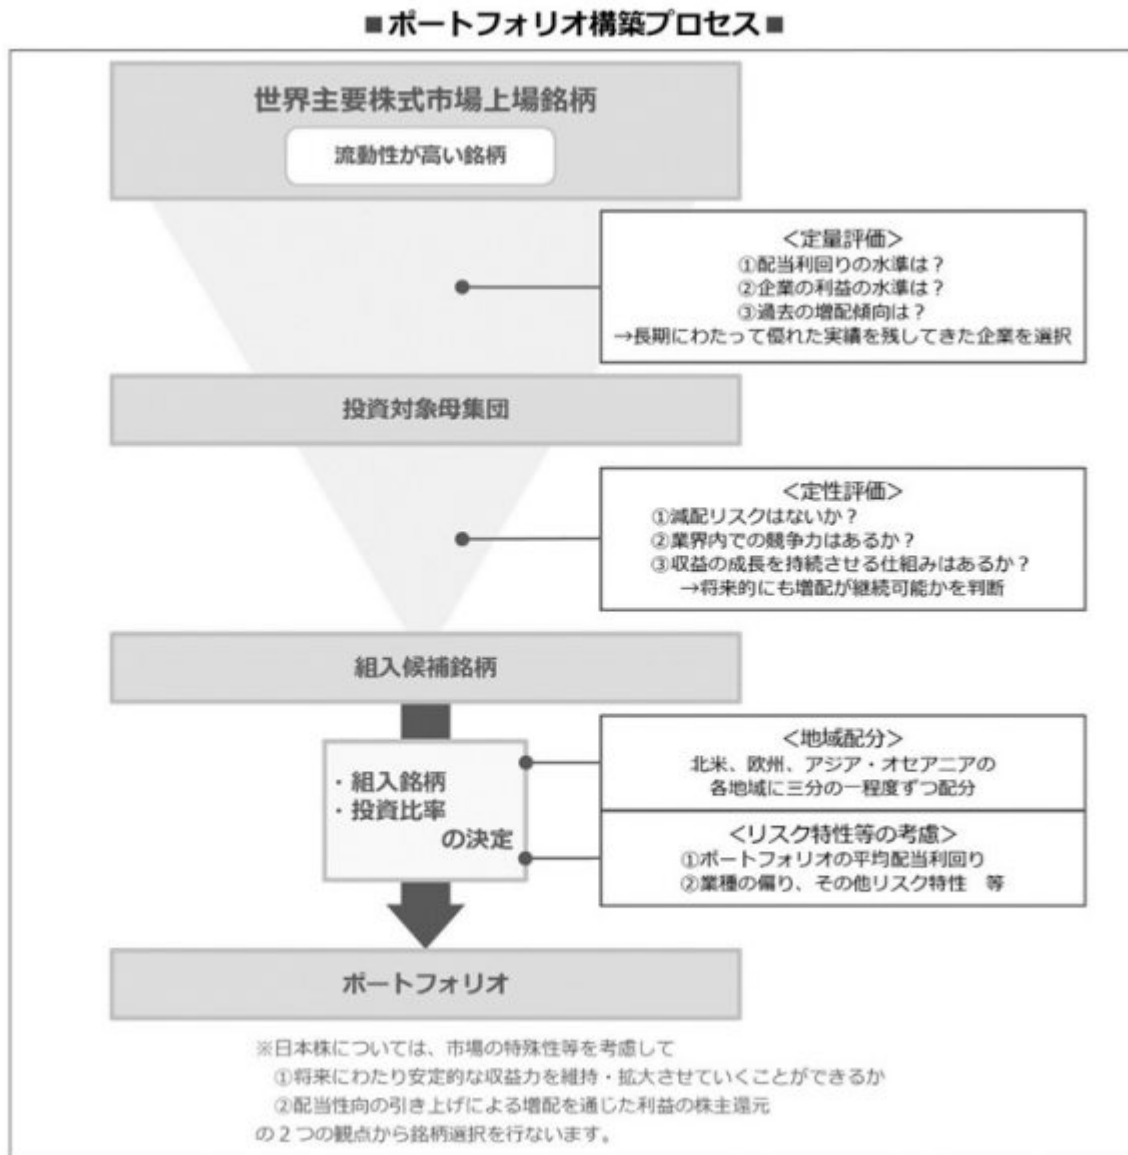 ■ポートフォリオ構築プロセス■
世界主要株式市場上場銘柄
流動性が高い銘柄
＜定量評価＞
①配当利回りの水準は？
②企業の利益の水準は？
③過去の増配傾向は？
→長期にわたって優れた実績を残してきた企業を選択
投資対象母集団
＜定性評価＞
①減配リスクはないか？
②業界内での競争力はあるか？
③収益の成長を持続させる仕組みはあるか？
→将来的にも増配が継続可能かを判断
組入候補銘柄
・組入銘柄
・投資比率
の決定
＜地域配分＞
北米、欧州、アジア・オセアニアの
各地域に三分の一程度ずつ配分
＜リスク特性等の考慮＞
①ポートフォリオの平均配当利回り
②業種の偏り、その他リスク特性　等
ポートフォリオ
※日本株については、市場の特殊性等を考慮して
①将来にわたり安定的な収益力を維持・拡大させていくことができるか
②配当性向の引き上げによる増配を通じた利益の株主還元
の２つの観点から銘柄選択を行ないます。